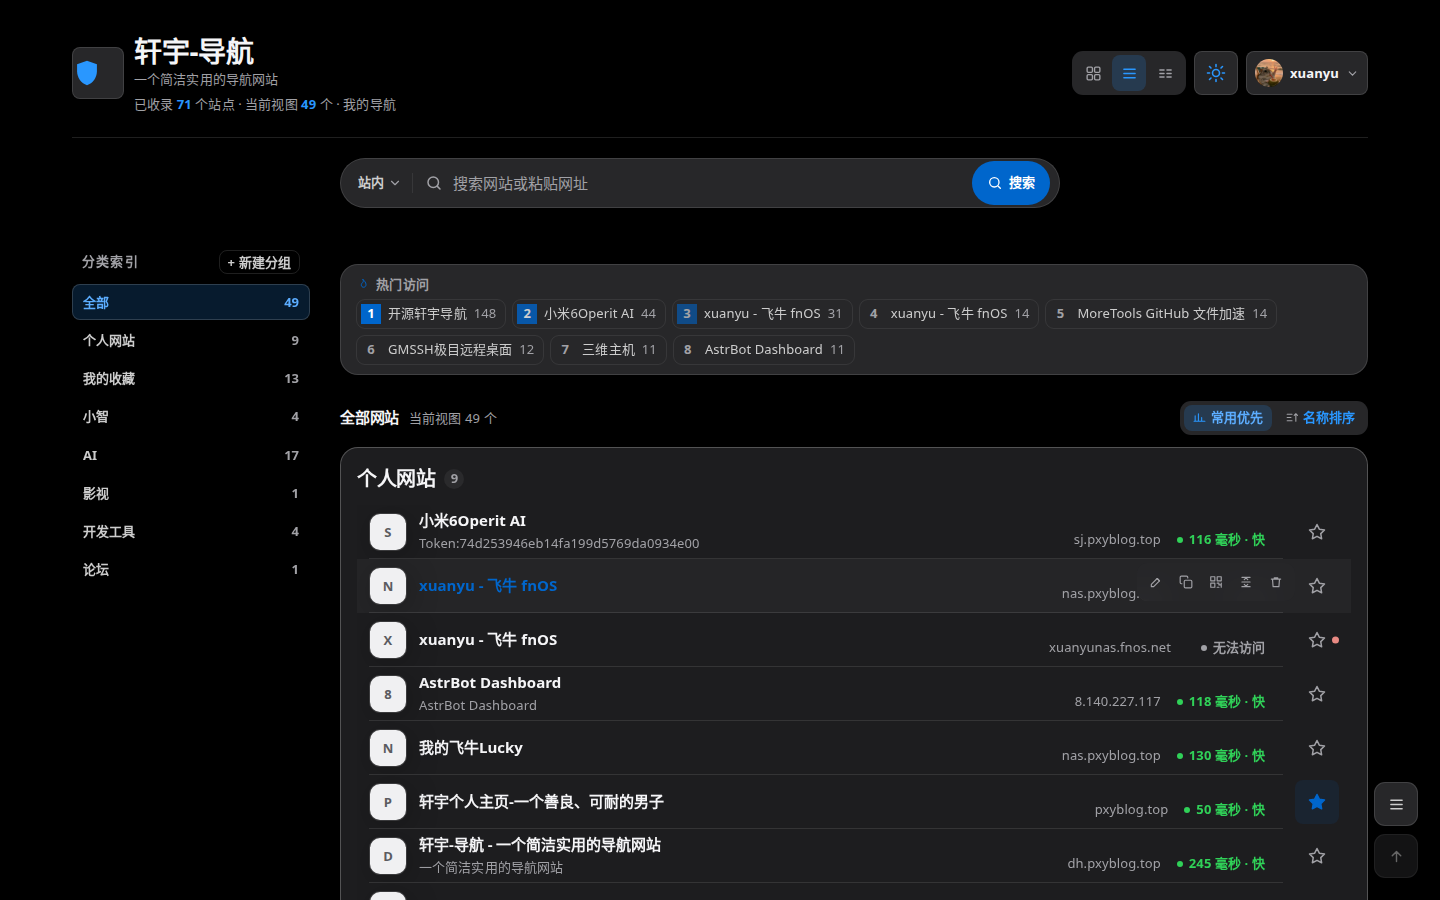 轩宇-导航
一个简洁实用的导航网站
已收录 71 个站点 · 当前视图 49 个 · 我的导航
xuanyu
站内
搜索网站或粘贴网址
搜索
分类索引
+ 新建分组
全部 49
个人网站 9
我的收藏 13
小智 4
AI 17
影视 1
开发工具 4
论坛 1
热门访问
1 开源轩宇导航 148
2 小米6Operit AI 44
3 xuanyu - 飞牛 fnOS 31
4 xuanyu - 飞牛 fnOS 14
5 MoreTools GitHub 文件加速 14
6 GMSSH极目远程桌面 12
7 三维主机 11
8 AstrBot Dashboard 11
全部网站 当前视图 49 个
常用优先
名称排序
个人网站 9
S
小米6Operit AI
Token:74d253946eb14fa199d5769da0934e00
sj.pxyblog.top
116 毫秒 · 快
N
xuanyu - 飞牛 fnOS
nas.pxyblog.
X
xuanyu - 飞牛 fnOS
xuanyunas.fnos.net
无法访问
8
AstrBot Dashboard
AstrBot Dashboard
8.140.227.117
118 毫秒 · 快
N
我的飞牛Lucky
nas.pxyblog.top
130 毫秒 · 快
P
轩宇个人主页-一个善良、可耐的男子
pxyblog.top
50 毫秒 · 快
D
轩宇-导航 - 一个简洁实用的导航网站
一个简洁实用的导航网站
dh.pxyblog.top
245 毫秒 · 快